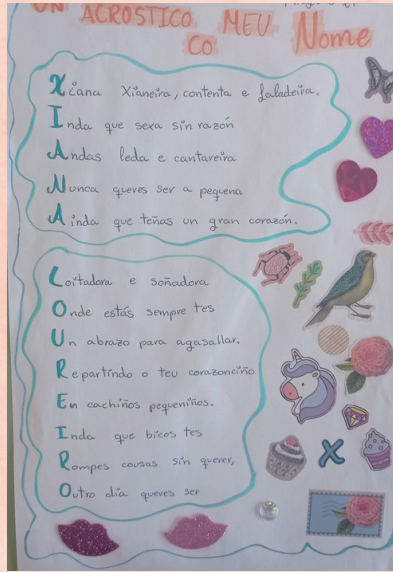 UN ACROSTICO
CO MEU Nome
Xiana Xianeira, contenta e faladeira.
Inda que sexa sin razón
Andas leda e cantareira
Nunca queres ser a pequena
Ainda que teñas un gran corazón.
Loitadora e soñadora
Onde estás sempre tes
Un abrazo para agasallar.
Repartindo o teu corazonciño
En cachiños pequeniños.
Inda que bicos tes
Rompes cousas sin querer,
Outro día queres ser
X